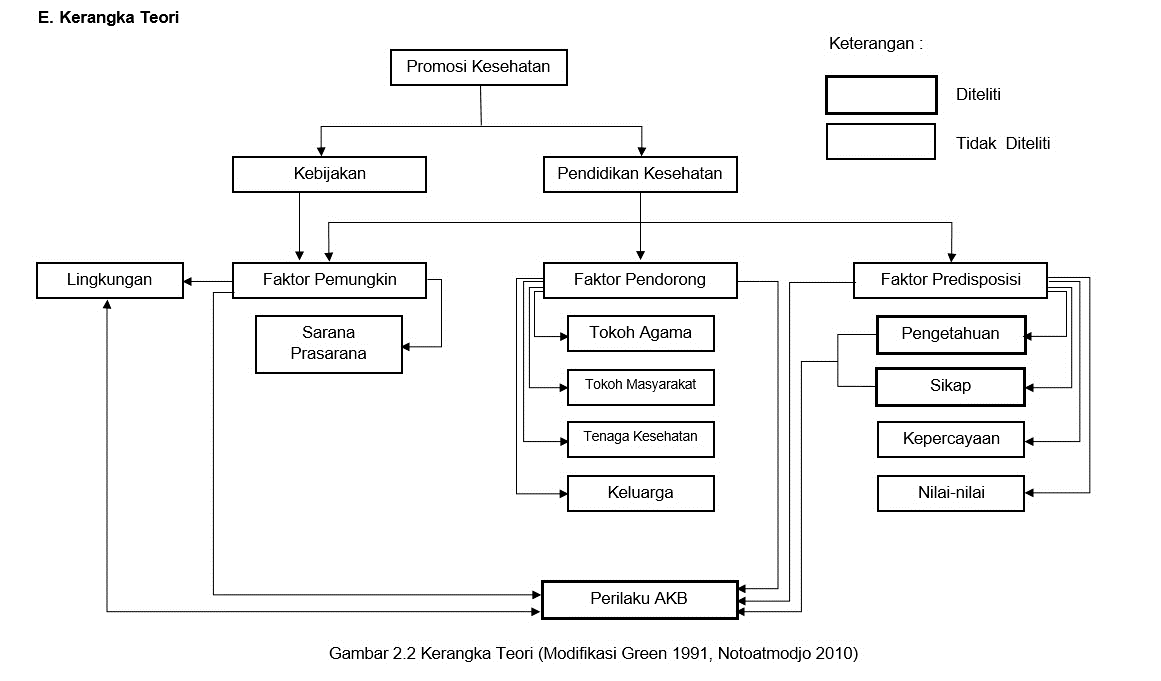 E. Kerangka Teori
Keterangan :
Promosi Kesehatan
Diteliti
Tidak Diteliti
Kebijakan
Pendidikan Kesehatan
Lingkungan
Faktor Pemungkin
Faktor Pendorong
Faktor Predisposisi
Sarana
Prasarana
Tokoh Agama
Pengetahuan
Tokoh Masyarakat
Sikap
Tenaga Kesehatan
Kepercayaan
Keluarga
Nilai-nilai
Perilaku AKB
Gambar 2.2 Kerangka Teori (Modifikasi Green 1991, Notoatmodjo 2010)